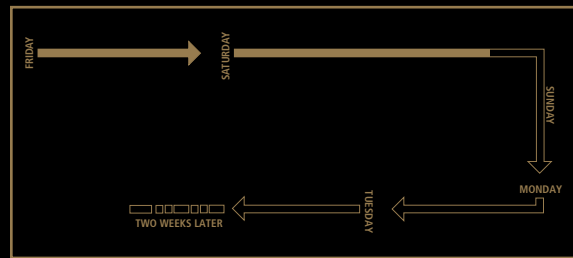 FRIDAY
SATURDAY
SUNDAY
MONDAY
TUESDAY
TWO WEEKS LATER